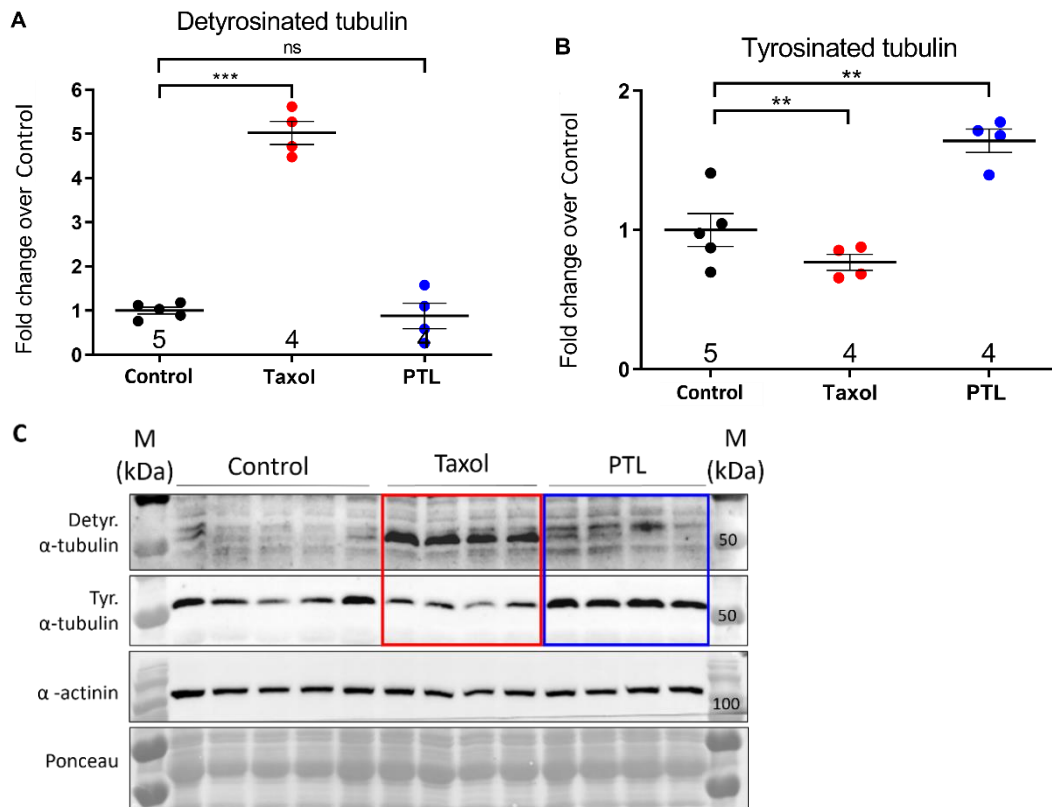 A
Detyrosinated tubulin
ns
***
Fold change over Control
6
5
4
3
2
1
0
5
4
4
Control
Taxol
PTL
B
Tyrosinated tubulin
**
**
Fold change over Control
2
1
0
5
4
4
Control
Taxol
PTL
C
M
(kDa)
Control
Taxol
PTL
M
(kDa)
Detyr.
α-tubulin
50
Tyr.
α-tubulin
50
α -actinin
100
Ponceau